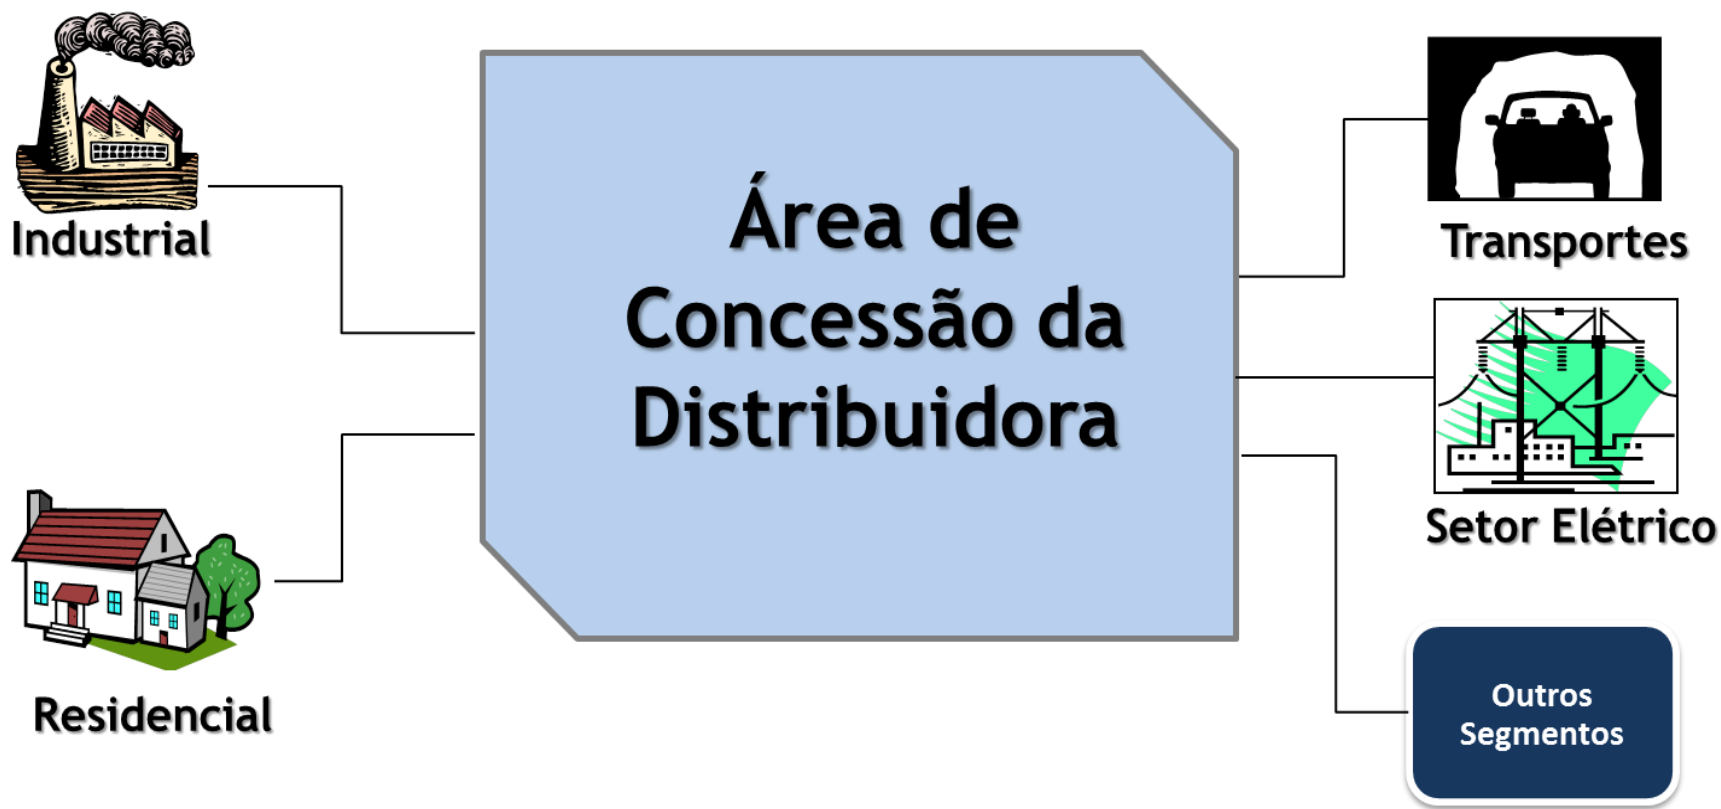 Industrial
Residencial
Área de
Concessão da
Distribuidora
Transportes
Setor Elétrico
Outros
Segmentos